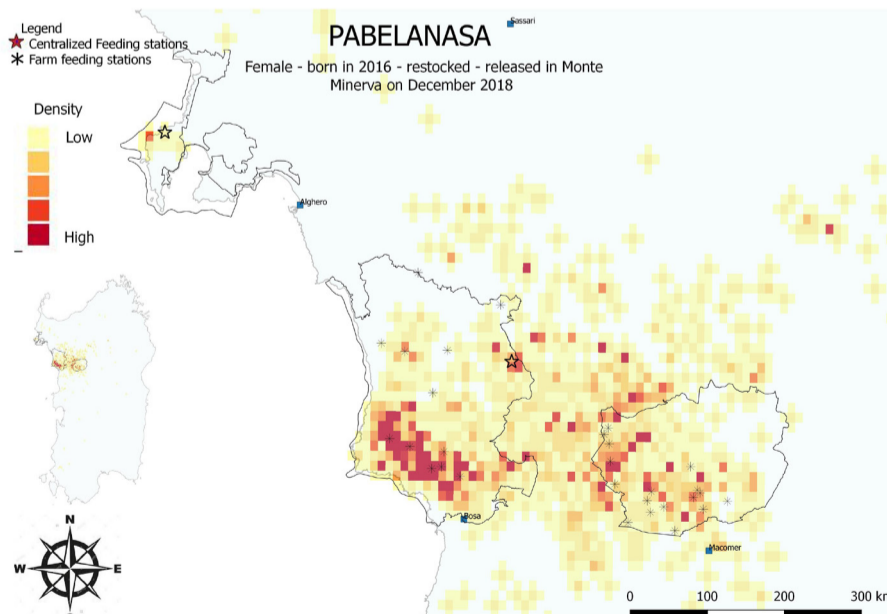 Legend
Centralized Feeding stations
Farm feeding stations
PABELANASA
Female - born in 2016 - restocked - released in Monte
Minerva on December 2018
Sassari
Density
Low
High
Alghero
Bosa
Macomer
N
W
E
S
0 100 200 300 kr